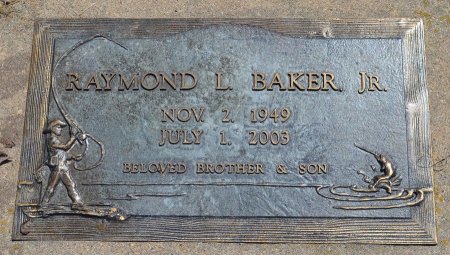 RAYMOND L. BAKER, JR.
NOV. 2, 1949
JULY 1, 2003
BELOVED BROTHER & SON